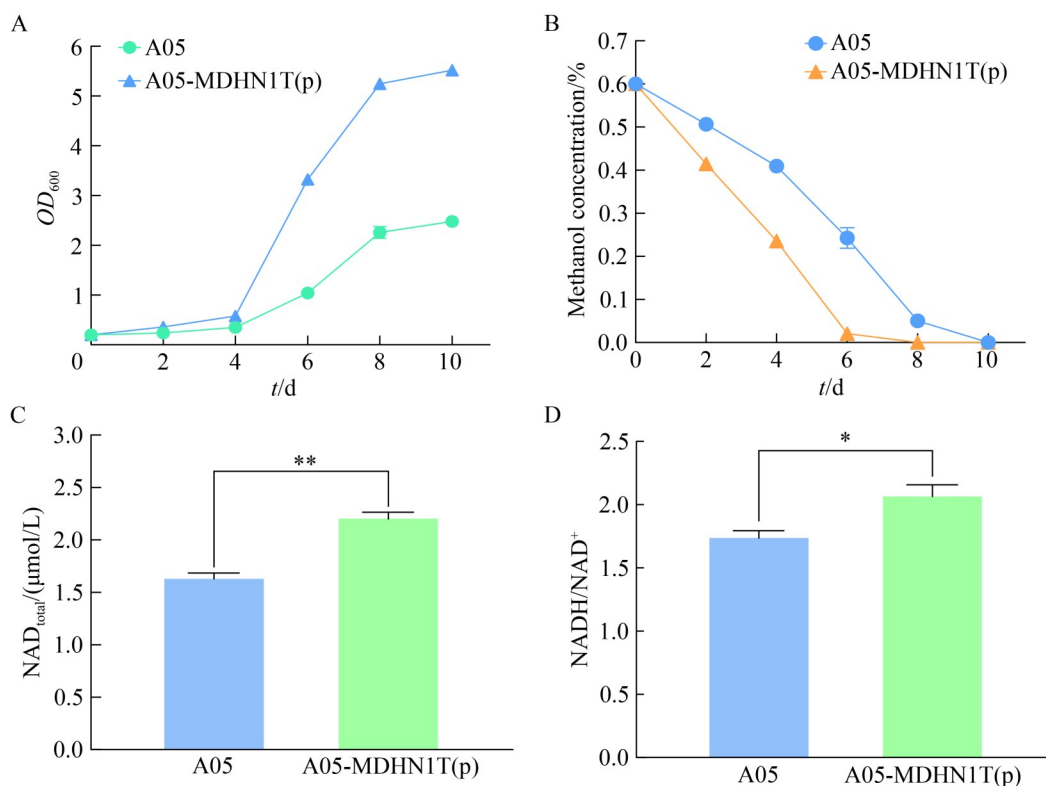 A
A05
A05-MDHN1T(p)
6
5
4
3
2
1
0
2
4
6
8
10
OD600
t/d
B
A05
A05-MDHN1T(p)
0.7
0.6
0.5
0.4
0.3
0.2
0.1
0.0
0
2
4
6
8
10
Methanol concentration/%
t/d
C
3.0
2.5
2.0
1.5
1.0
0.5
0.0
NADtotal/(μmol/L)
**
A05
A05-MDHN1T(p)
D
2.5
2.0
1.5
1.0
0.5
0.0
NADH/NAD+
*
A05
A05-MDHN1T(p)